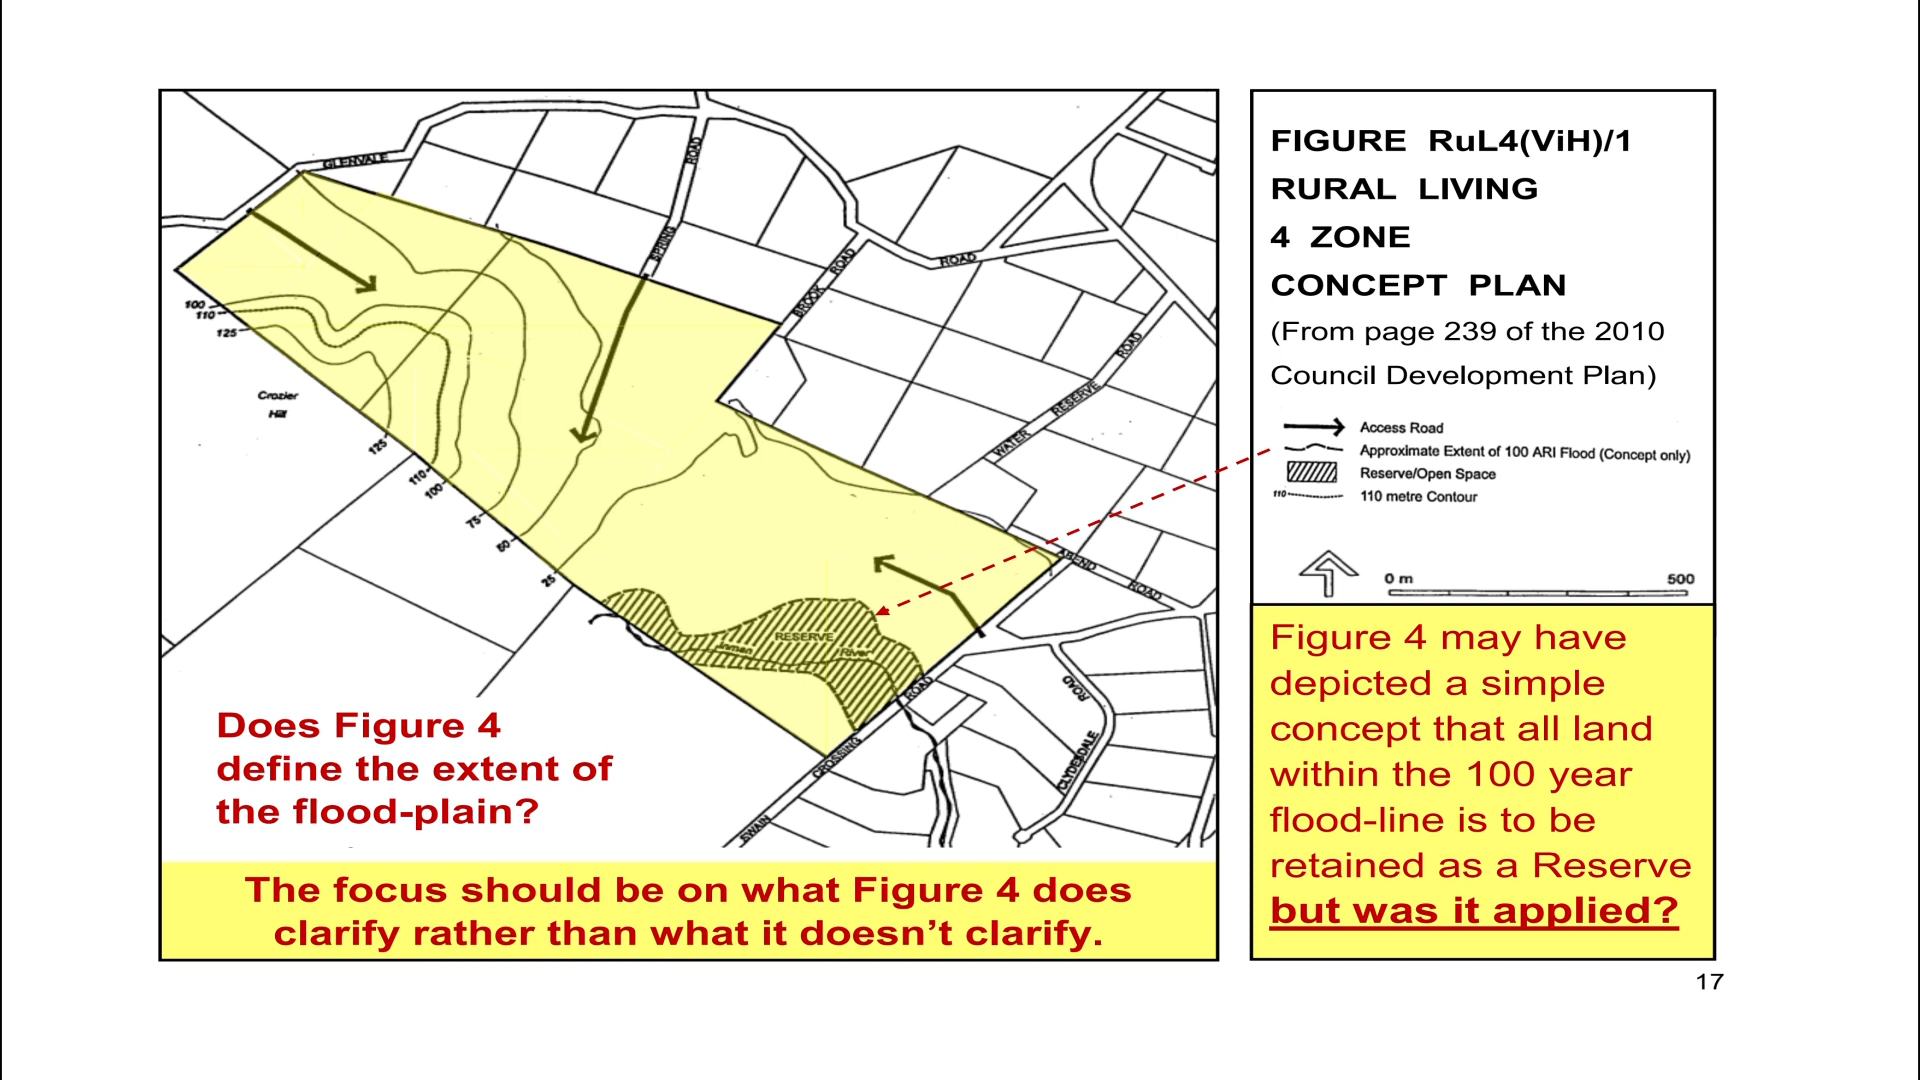 GLENVALE
ROAD
SPRING
ROAD
BROOK
ROAD
ROAD
RESERVE
WATER
100
110
125
Crozier
Hill
125
110
100
75
50
25
ABEND
ROAD
RESERVE
Inman
River
ROAD
CROSSING
SWAIN
ROAD
CLYDESDALE
Does Figure 4
define the extent of
the flood-plain?
The focus should be on what Figure 4 does
clarify rather than what it doesn’t clarify.
FIGURE RuL4(ViH)/1
RURAL LIVING
4 ZONE
CONCEPT PLAN
(From page 239 of the 2010
Council Development Plan)
Access Road
Approximate Extent of 100 ARI Flood (Concept only)
Reserve/Open Space
110 110 metre Contour
0 m 500
Figure 4 may have
depicted a simple
concept that all land
within the 100 year
flood-line is to be
retained as a Reserve
but was it applied?
17